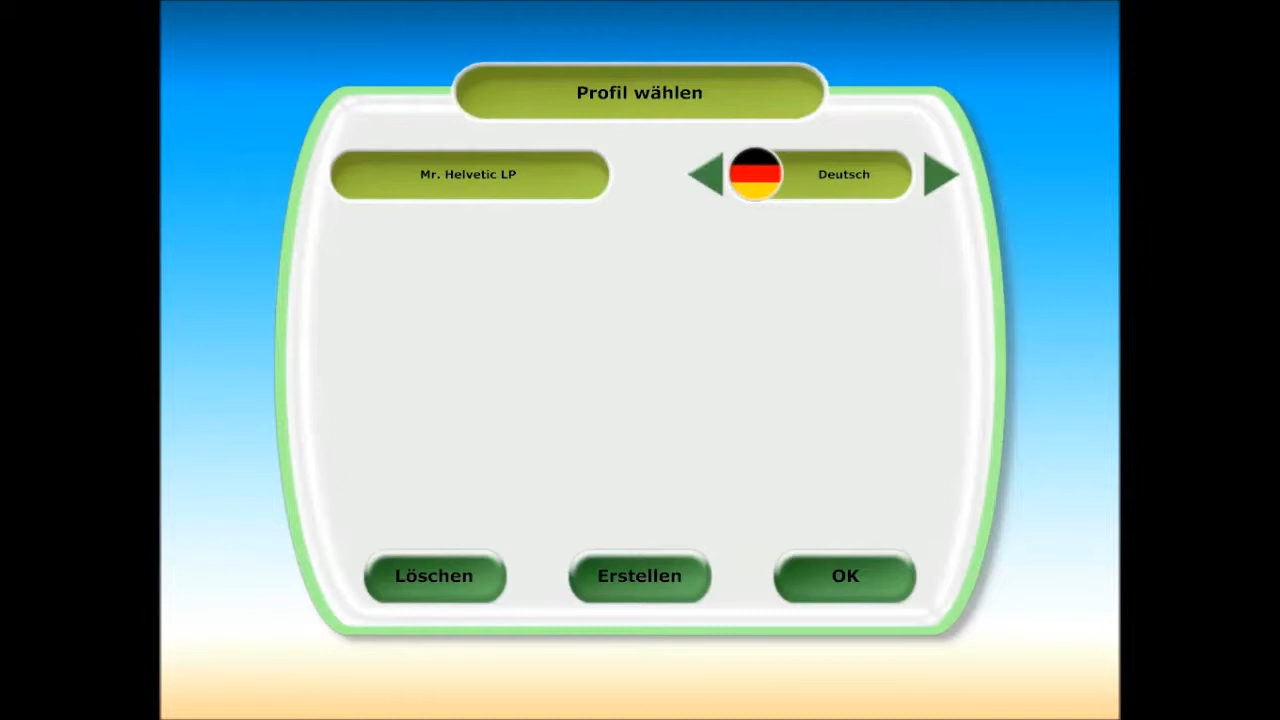 Profil wählen
Mr. Helvetic LP
Deutsch
Löschen
Erstellen
OK